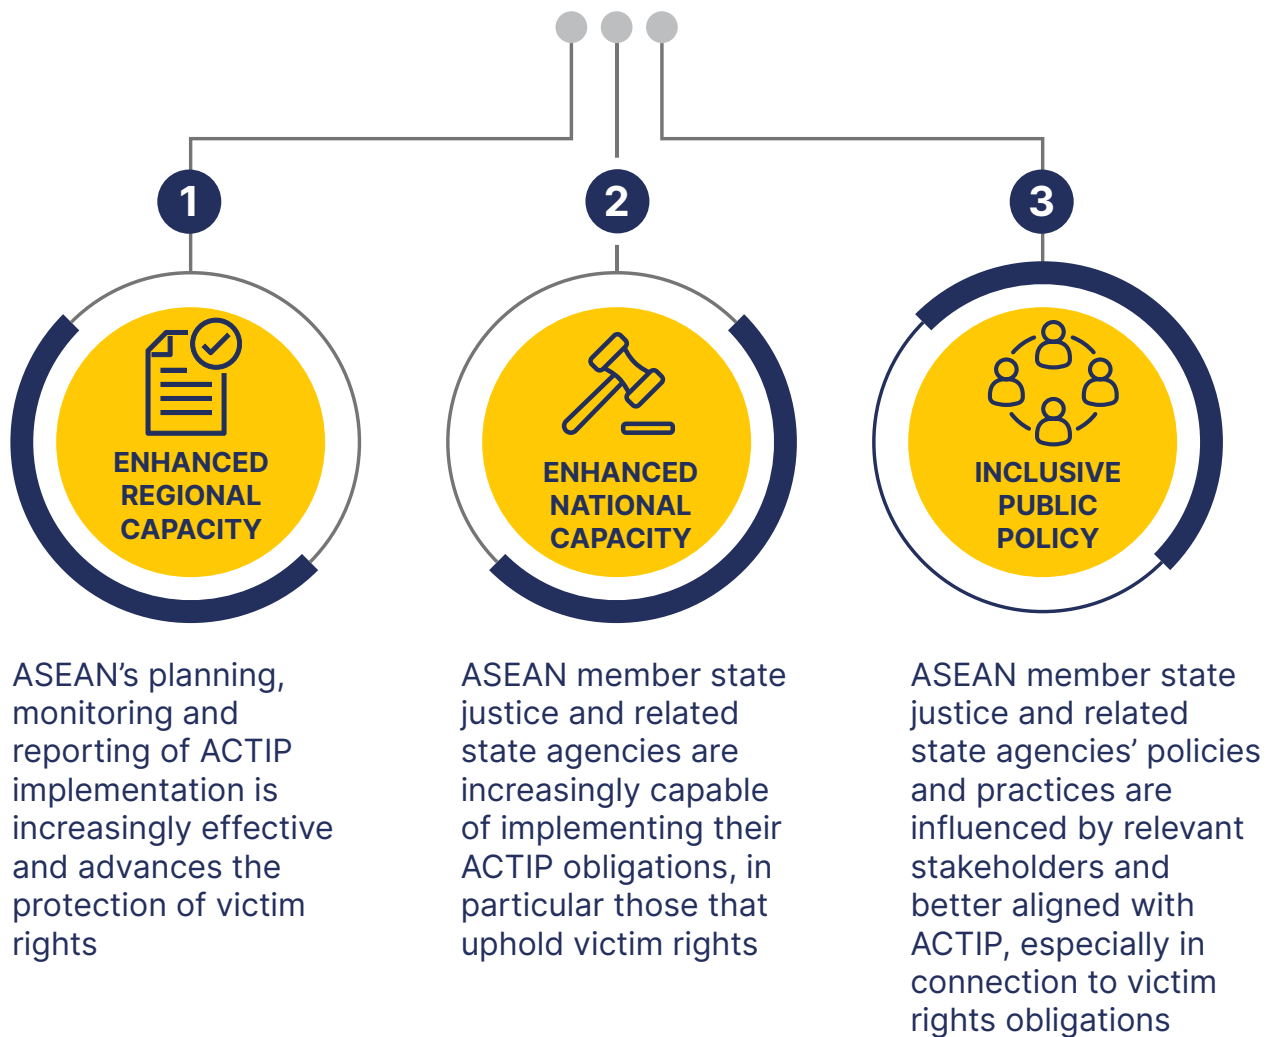 1
ENHANCED
REGIONAL
CAPACITY
ASEAN’s planning,
monitoring and
reporting of ACTIP
implementation is
increasingly effective
and advances the
protection of victim
rights
2
ENHANCED
NATIONAL
CAPACITY
ASEAN member state
justice and related
state agencies are
increasingly capable
of implementing their
ACTIP obligations, in
particular those that
uphold victim rights
3
INCLUSIVE
PUBLIC
POLICY
ASEAN member state
justice and related
state agencies’ policies
and practices are
influenced by relevant
stakeholders and
better aligned with
ACTIP, especially in
connection to victim
rights obligations